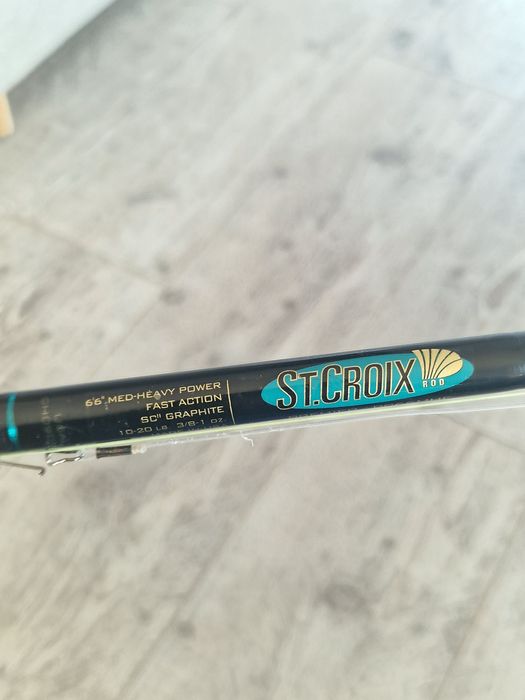 6'6" MED-HEAVY POWER
FAST ACTION
SCII GRAPHITE
10-20 LB. 3/8-1 OZ.
ST.CROIX
ROD